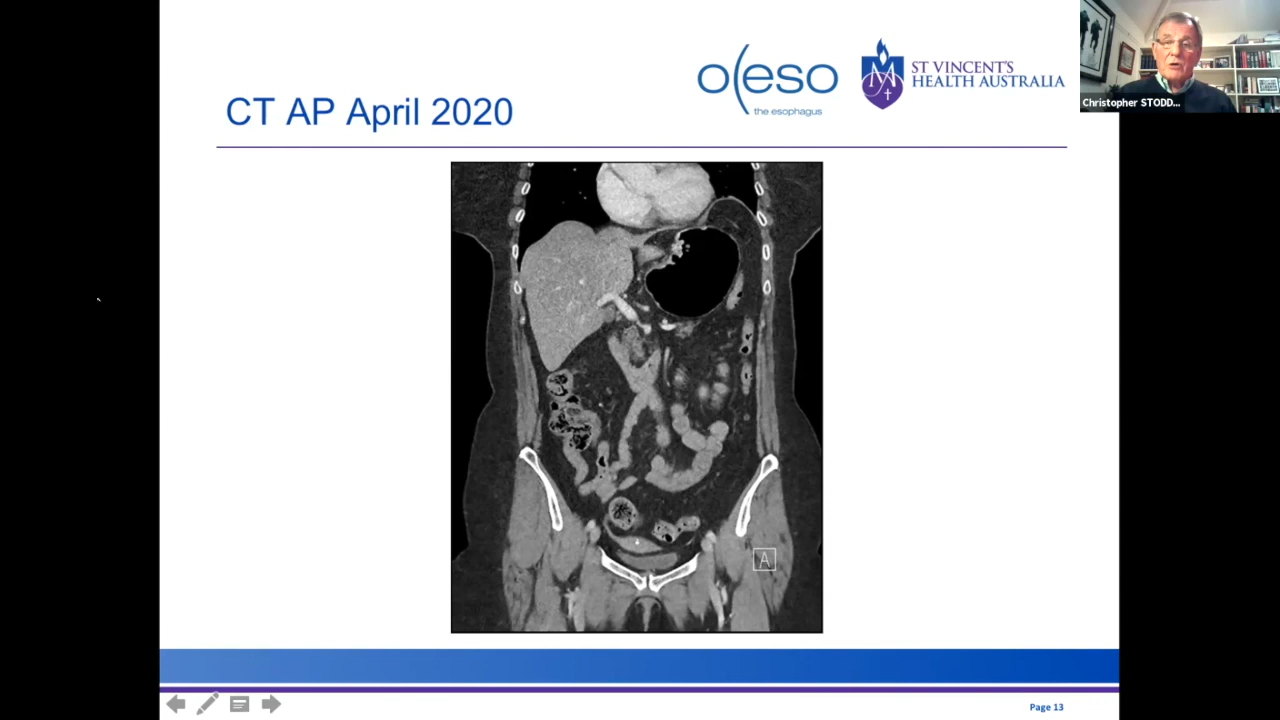 oeso
the esophagus
ST VINCENT'S
HEALTH AUSTRALIA
CT AP April 2020
Christopher STODD...
A
Page 13